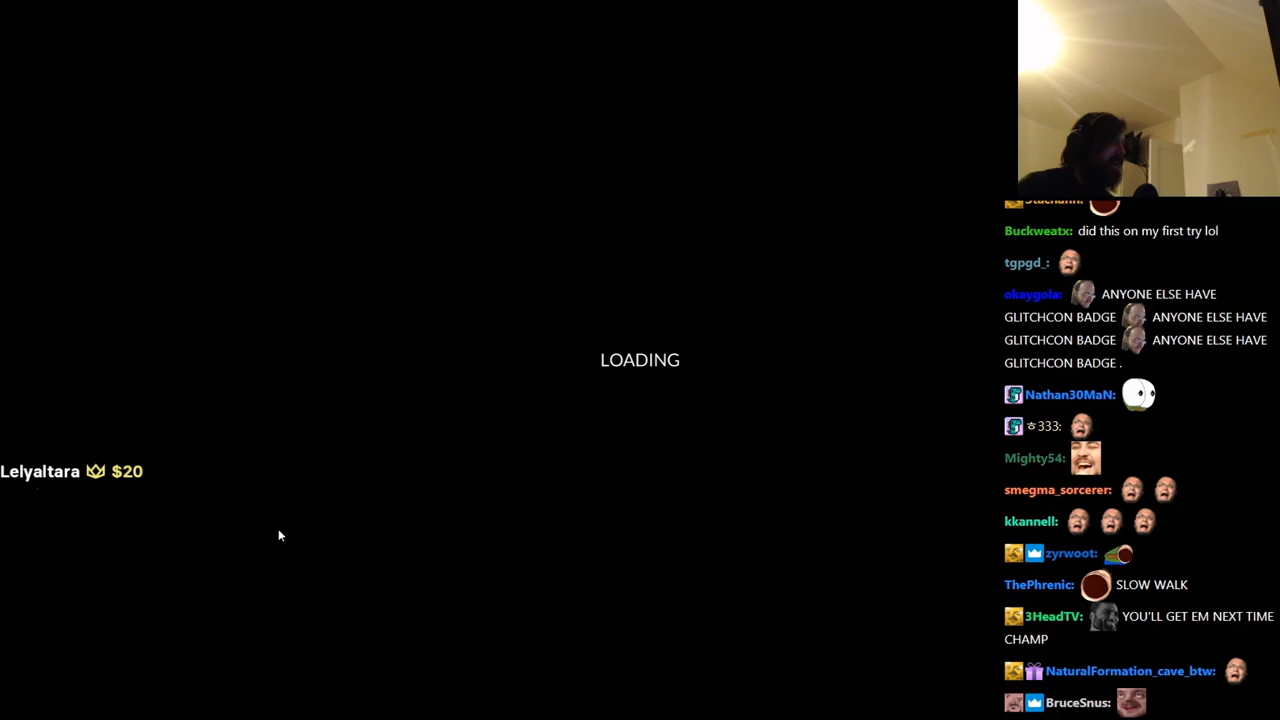 LOADING
Lelyaltara $20
Stachann:
Buckweatx: did this on my first try lol
tgpgd_:
okaygola: ANYONE ELSE HAVE
GLITCHCON BADGE ANYONE ELSE HAVE
GLITCHCON BADGE ANYONE ELSE HAVE
GLITCHCON BADGE .
Nathan30MaN:
ㅎ333:
Mighty54:
smegma_sorcerer:
kkannell:
zyrwoot:
ThePhrenic: SLOW WALK
3HeadTV: YOU'LL GET EM NEXT TIME
CHAMP
NaturalFormation_cave_btw:
BruceSnus: